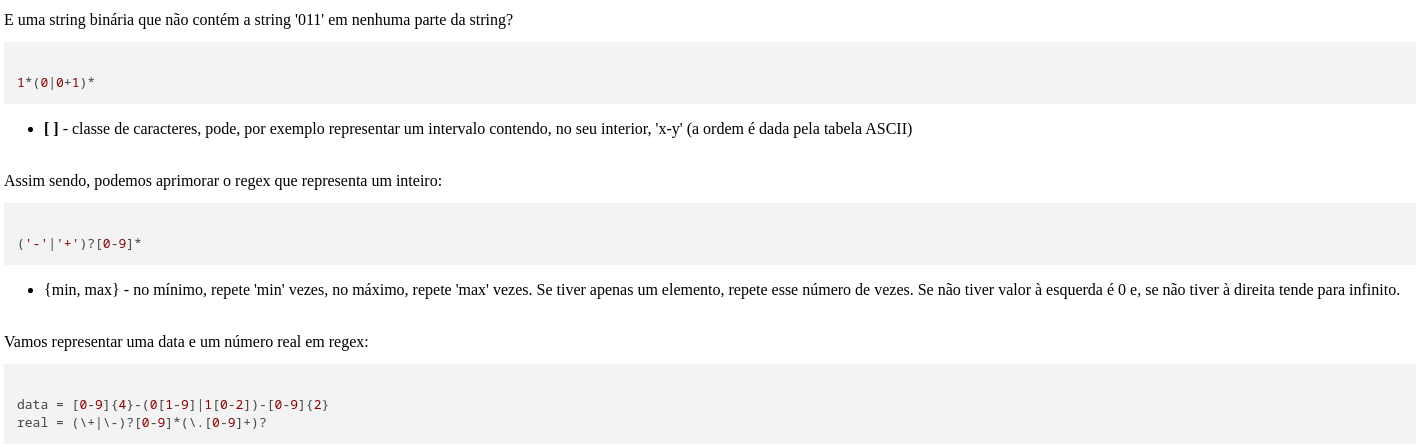 E uma string binária que não contém a string '011' em nenhuma parte da string?
1*(0|0+1)*
[ ] - classe de caracteres, pode, por exemplo representar um intervalo contendo, no seu interior, 'x-y' (a ordem é dada pela tabela ASCII)
Assim sendo, podemos aprimorar o regex que representa um inteiro:
('-'|'+')?[0-9]*
{min, max} - no mínimo, repete 'min' vezes, no máximo, repete 'max' vezes. Se tiver apenas um elemento, repete esse número de vezes. Se não tiver valor à esquerda é 0 e, se não tiver à direita tende para infinito.
Vamos representar uma data e um número real em regex:
data = [0-9]{4}-(0[1-9]|1[0-2])-[0-9]{2}
real = (\+|\-)?[0-9]*(\.[0-9]+)?